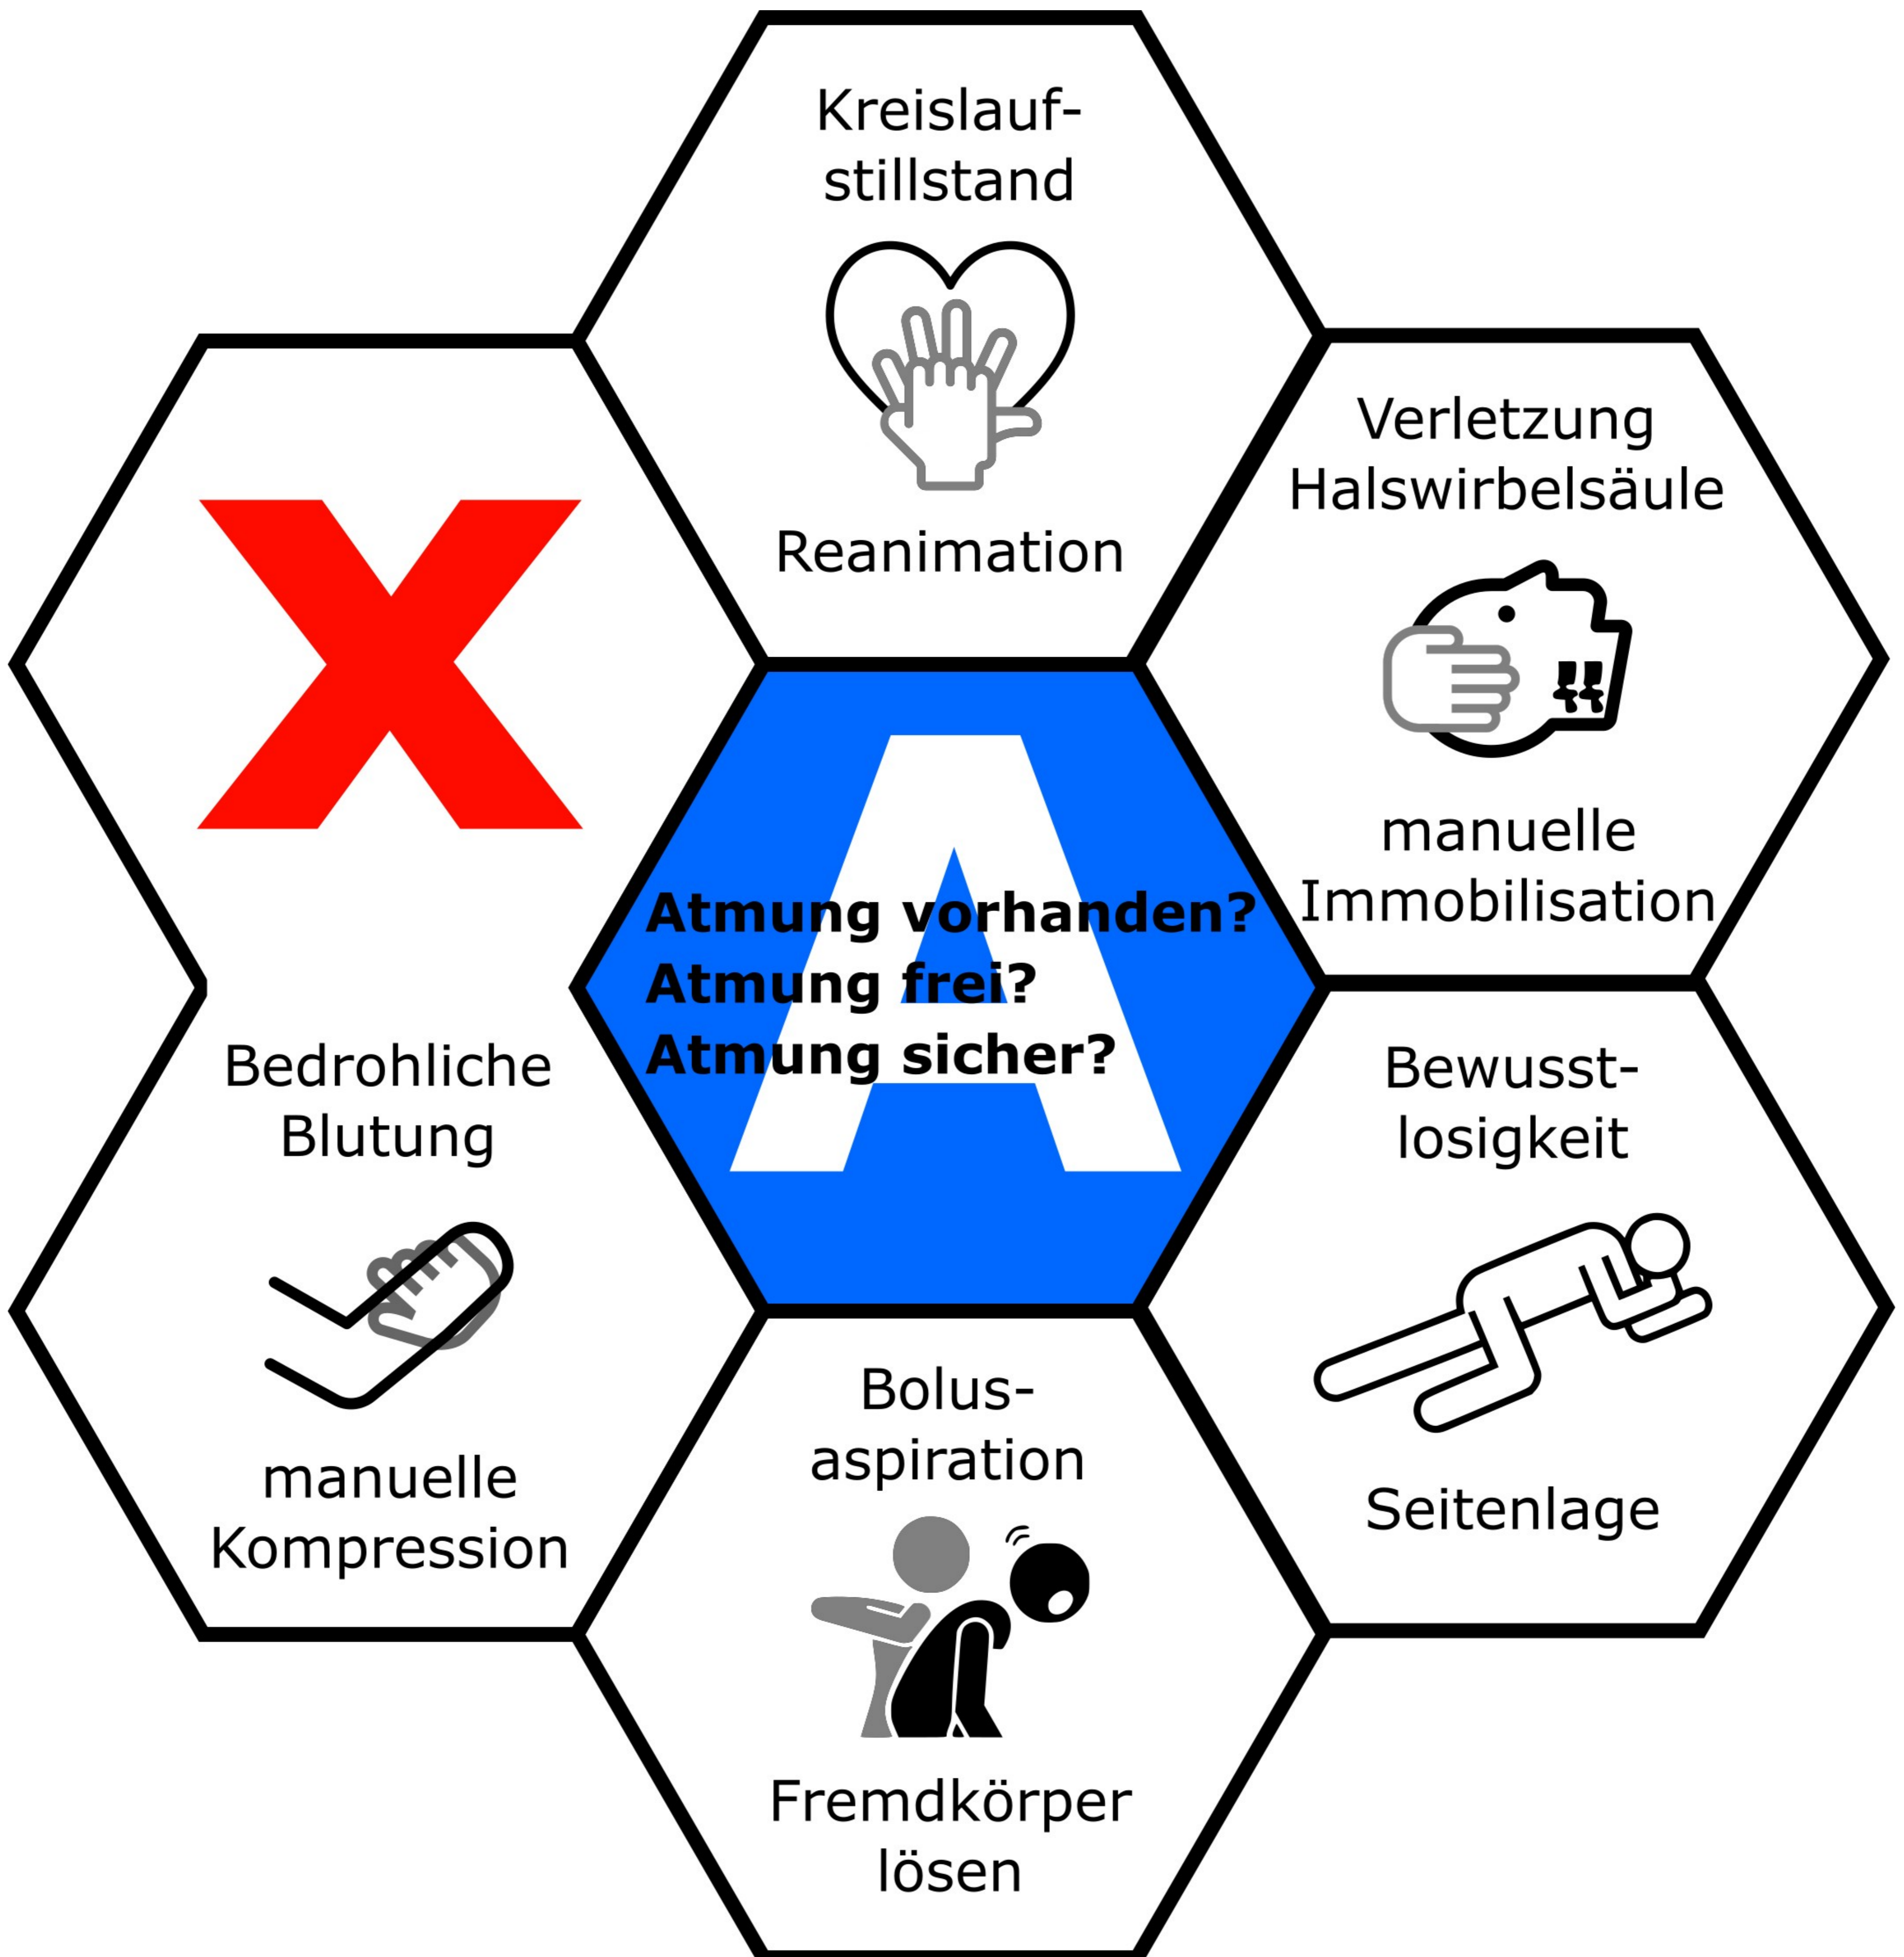 Kreislauf-
stillstand
Reanimation
Verletzung
Halswirbelsäule
manuelle
Immobilisation
X
A
Atmung vorhanden?
Atmung frei?
Atmung sicher?
Bedrohliche
Blutung
manuelle
Kompression
Bewusst-
losigkeit
Seitenlage
Bolus-
aspiration
Fremdkörper
lösen